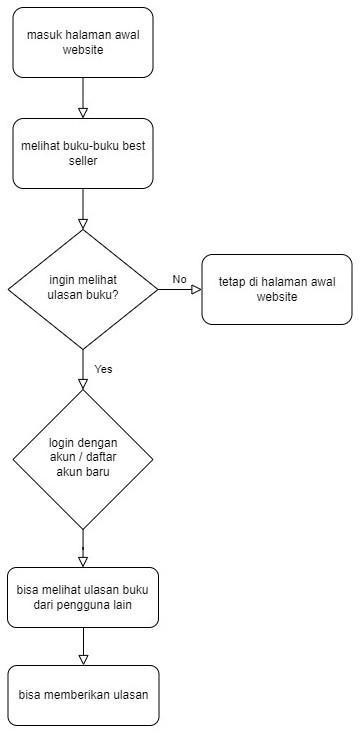 masuk halaman awal
website
melihat buku-buku best
seller
ingin melihat
ulasan buku?
No
tetap di halaman awal
website
Yes
login dengan
akun / daftar
akun baru
bisa melihat ulasan buku
dari pengguna lain
bisa memberikan ulasan